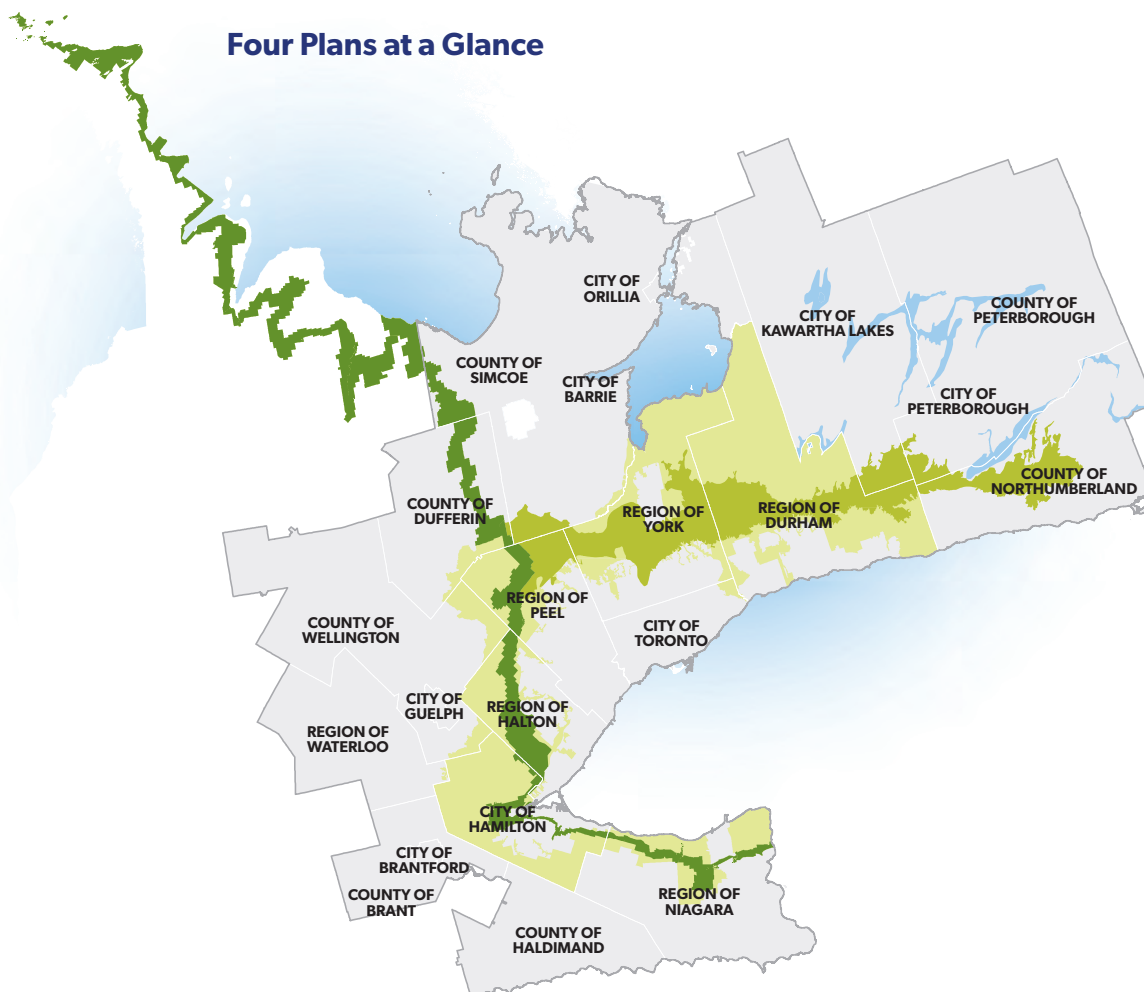 Four Plans at a Glance
CITY OF
ORILLIA
CITY OF
KAWARTHA LAKES
COUNTY OF
PETERBOROUGH
COUNTY OF
SIMCOE
CITY OF
BARRIE
CITY OF
PETERBOROUGH
COUNTY OF
NORTHUMBERLAND
COUNTY OF
DUFFERIN
REGION OF
YORK
REGION OF
DURHAM
REGION OF
PEEL
COUNTY OF
WELLINGTON
CITY OF
TORONTO
CITY OF
GUELPH
REGION OF
HALTON
REGION OF
WATERLOO
CITY OF
HAMILTON
CITY OF
BRANTFORD
COUNTY OF
BRANT
REGION OF
NIAGARA
COUNTY OF
HALDIMAND